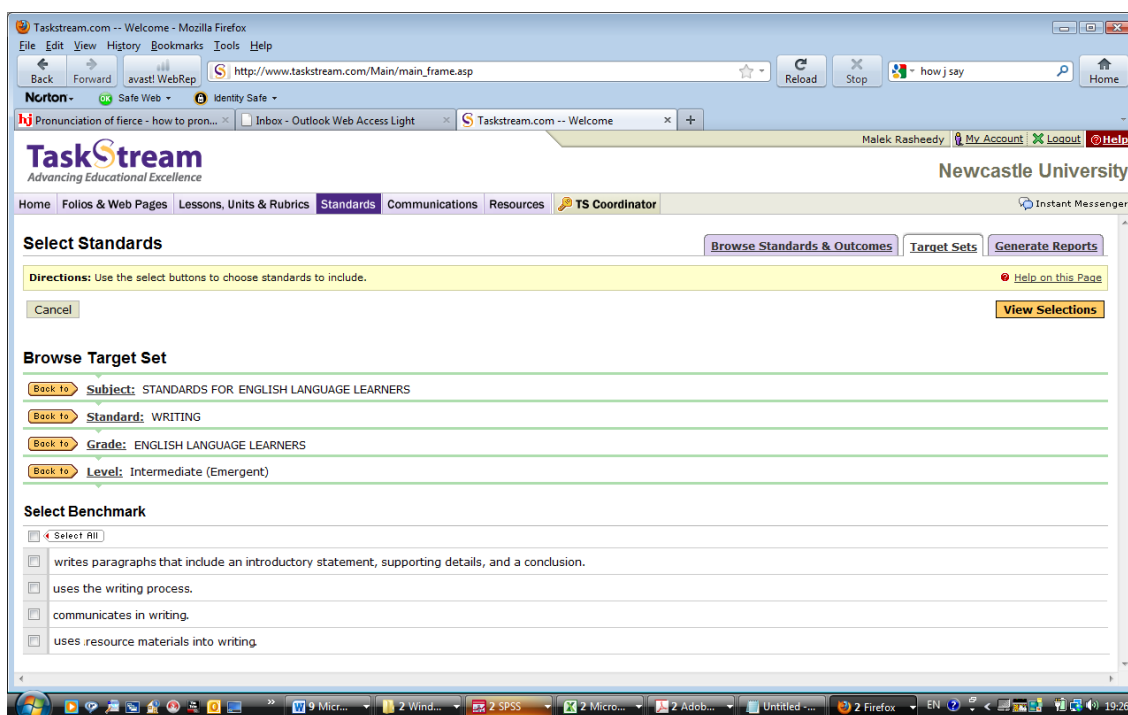 Taskstream.com -- Welcome - Mozilla Firefox
File Edit View History Bookmarks Tools Help
Back Forward avast! WebRep http://www.taskstream.com/Main/main_frame.asp Reload Stop how j say Home
Norton OK Safe Web Identity Safe
hj Pronunciation of fierce - how to pron... Inbox - Outlook Web Access Light Taskstream.com -- Welcome
Malek Rasheedy My Account Logout Help
TaskStream
Advancing Educational Excellence
Newcastle University
Home Folios & Web Pages Lessons, Units & Rubrics Standards Communications Resources TS Coordinator Instant Messenger
Select Standards Browse Standards & Outcomes Target Sets Generate Reports
Directions: Use the select buttons to choose standards to include. Help on this Page
Cancel View Selections
Browse Target Set
Back to Subject: STANDARDS FOR ENGLISH LANGUAGE LEARNERS
Back to Standard: WRITING
Back to Grade: ENGLISH LANGUAGE LEARNERS
Back to Level: Intermediate (Emergent)
Select Benchmark
Select All
writes paragraphs that include an introductory statement, supporting details, and a conclusion.
uses the writing process.
communicates in writing.
uses resource materials into writing.
9 Micr... 2 Wind... 2 SPSS 2 Micro... 2 Adob... Untitled -... 2 Firefox EN 19:26